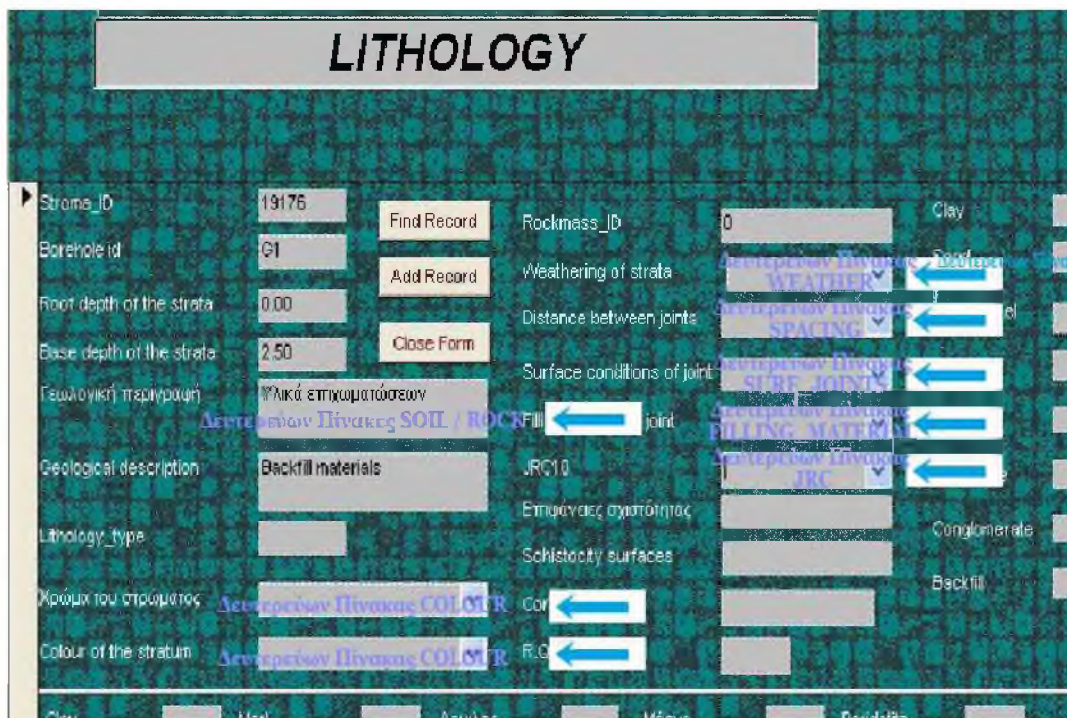 LITHOLOGY
Stroma_ID
19176
Borehole id
G1
Root depth of the strata
0.00
Base depth of the strata
2.50
Γεωλογική περιγραφή
Υλικά επιχωματώσεων
Δευτερεύων Πίνακες SOIL / ROCK
Geological description
Backfill materials
Lithology_type
Χρώμα του στρώματος
Δευτερεύων Πίνακας COLOUR
Colour of the stratum
Δευτερεύων Πίνακας COLOUR
Find Record
Add Record
Close Form
Rockmass_ID
0
Weathering of strata
Δευτερεύων Πίνακας
WEATHER
Distance between joints
Δευτερεύων Πίνακας
SPACING
Surface conditions of joint
Δευτερεύων Πίνακας
SURF_JOINTS
Fill
joint
Δευτερεύων Πίνακας
FILLING_MATERIAL
JRC10
Δευτερεύων Πίνακας
JRC
Επιφάνειες σχιστότητας
Schistocity surfaces
Cor
R.Q
Clay
Conglomerate
Backfill